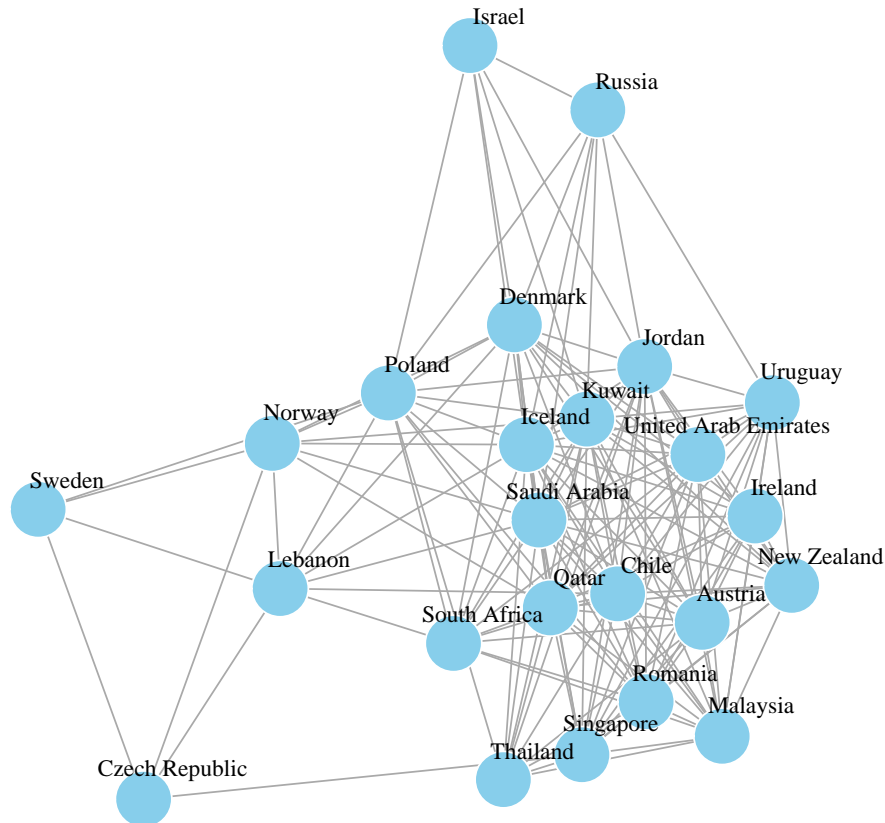 Israel
Russia
Denmark
Jordan
Poland
Uruguay
Kuwait
Norway
Iceland
United Arab Emirates
Sweden
Saudi Arabia
Ireland
Lebanon
Qatar
Chile
New Zealand
South Africa
Austria
Romania
Malaysia
Singapore
Thailand
Czech Republic